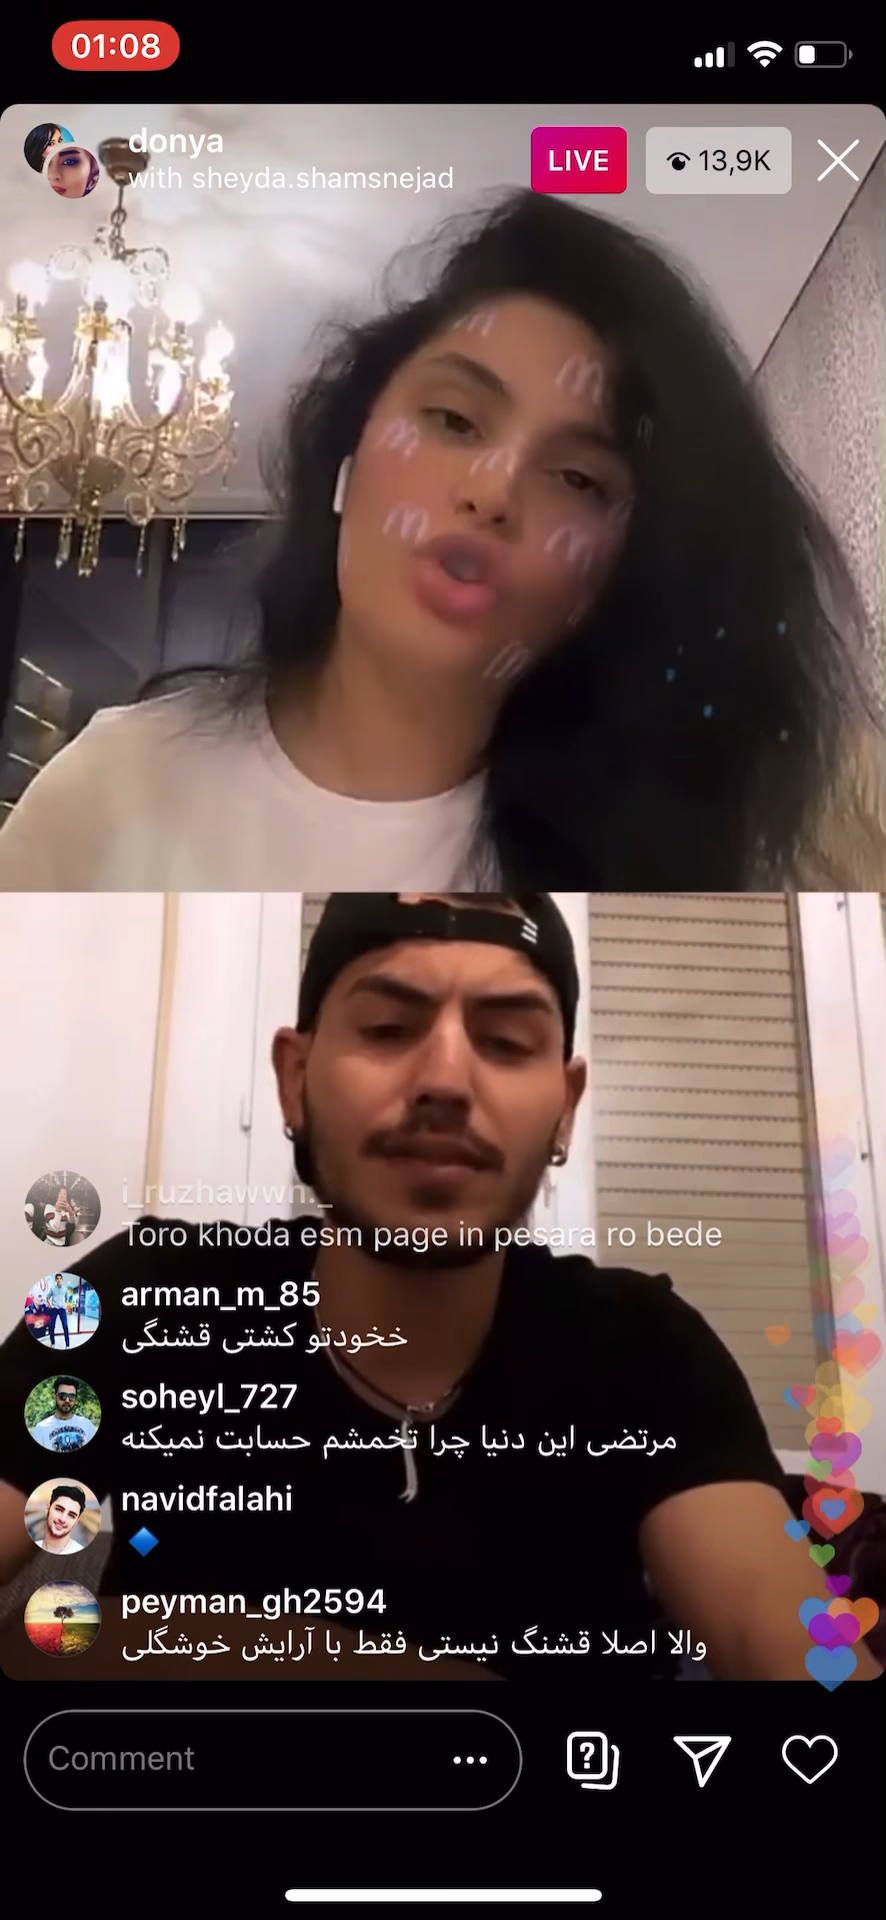 01:08
donya
with sheyda.shamsnejad
LIVE
13,9K
i_ruzhawwn._
Toro khoda esm page in pesara ro bede
arman_m_85
خخودتو کشتی قشنگی
soheyl_727
مرتضی این دنیا چرا تخمشم حسابت نمیکنه
navidfalahi
peyman_gh2594
والا اصلا قشنگ نیستی فقط با آرایش خوشگلی
Comment